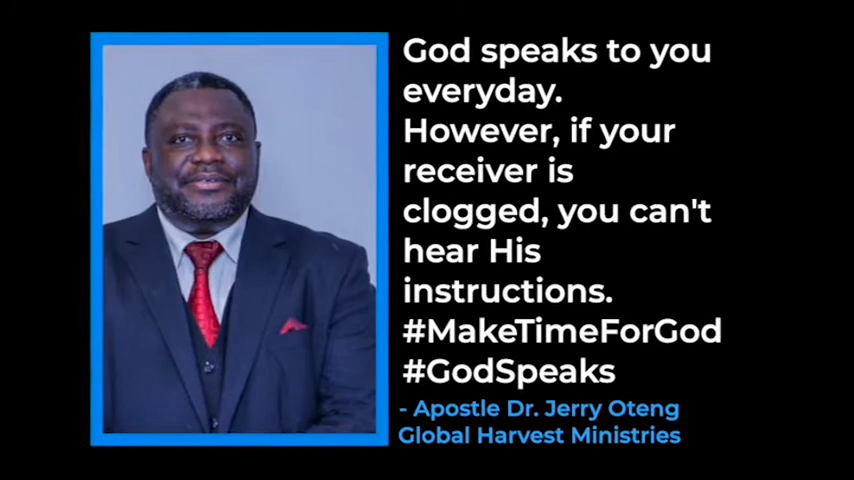 God speaks to you
everyday.
However, if your
receiver is
clogged, you can't
hear His
instructions.
#MakeTimeForGod
#GodSpeaks
- Apostle Dr. Jerry Oteng
Global Harvest Ministries